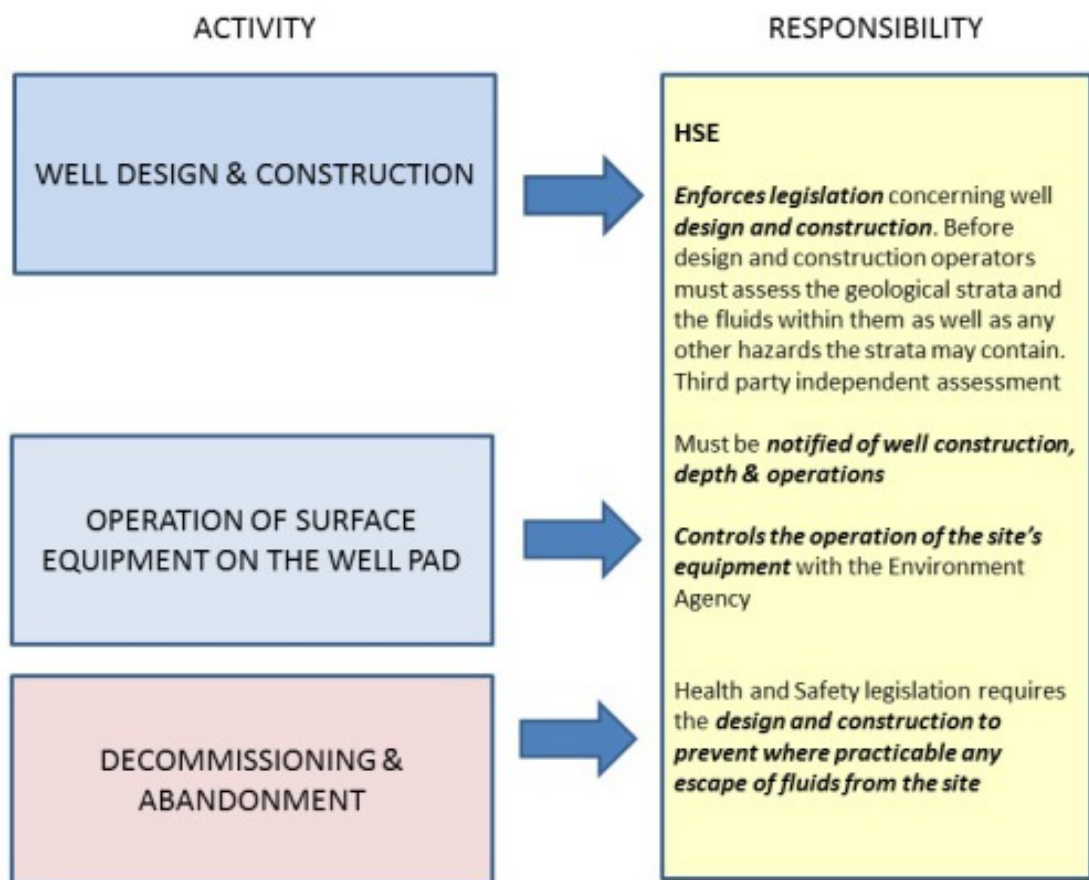 ACTIVITY
RESPONSIBILITY
WELL DESIGN & CONSTRUCTION
HSE
Enforces legislation concerning well
design and construction. Before
design and construction operators
must assess the geological strata and
the fluids within them as well as any
other hazards the strata may contain.
Third party independent assessment
Must be notified of well construction,
depth & operations
OPERATION OF SURFACE
EQUIPMENT ON THE WELL PAD
Controls the operation of the site's
equipment with the Environment
Agency
DECOMMISSIONING &
ABANDONMENT
Health and Safety legislation requires
the design and construction to
prevent where practicable any
escape of fluids from the site